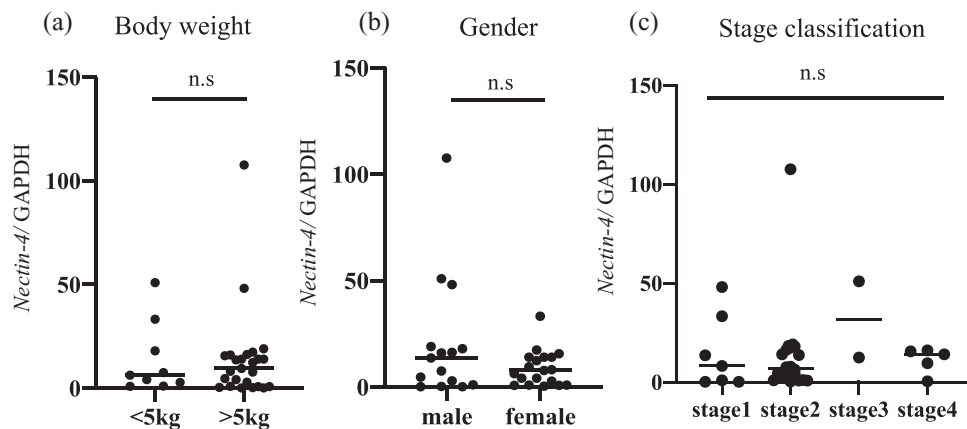 (a) Body weight
n.s
150
100
50
0
Nectin-4/ GAPDH
<5kg >5kg
(b) Gender
n.s
150
100
50
0
Nectin-4/ GAPDH
male female
(c) Stage classification
n.s
150
100
50
0
Nectin-4/ GAPDH
stage1 stage2 stage3 stage4